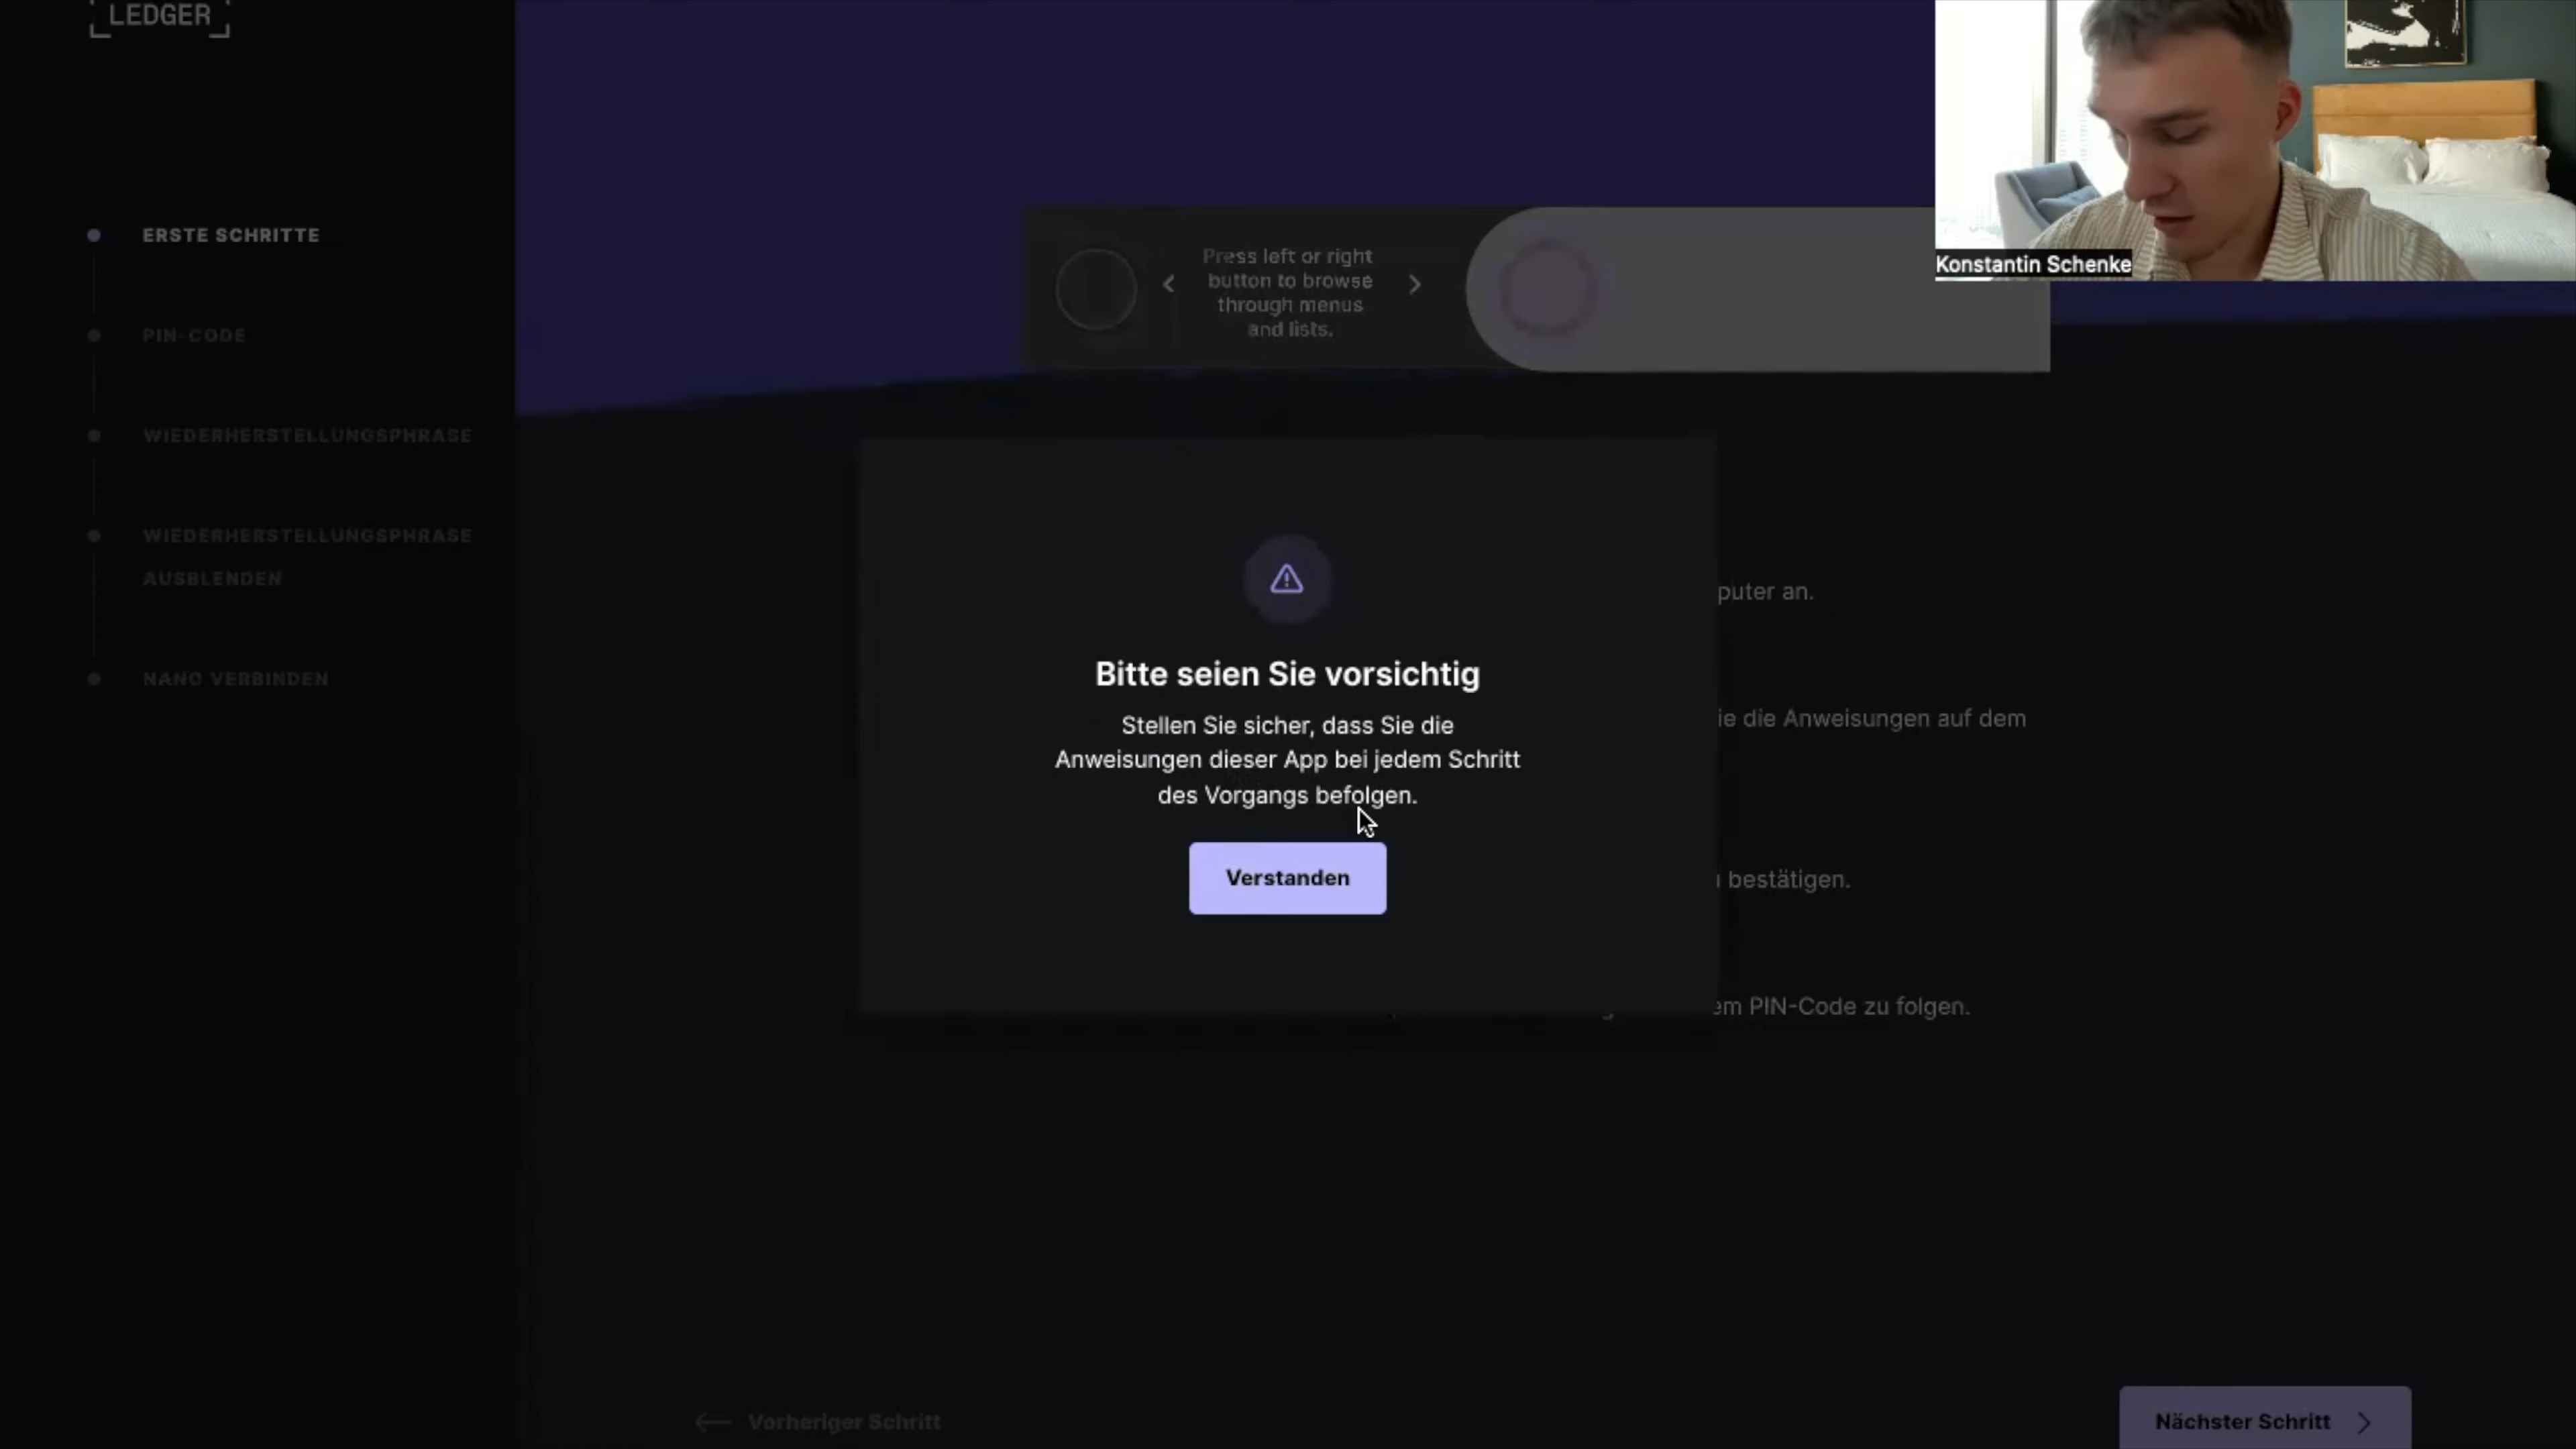 LEDGER
ERSTE SCHRITTE
PIN-CODE
WIEDERHERSTELLUNGSPHRASE
WIEDERHERSTELLUNGSPHRASE
AUSBLENDEN
NANO VERBINDEN
Press left or right
button to browse
through menus
and lists.
Konstantin Schenke
Bitte seien Sie vorsichtig
Stellen Sie sicher, dass Sie die
Anweisungen dieser App bei jedem Schritt
des Vorgangs befolgen.
Verstanden
puter an.
ie die Anweisungen auf dem
bestätigen.
em PIN-Code zu folgen.
Vorheriger Schritt
Nächster Schritt